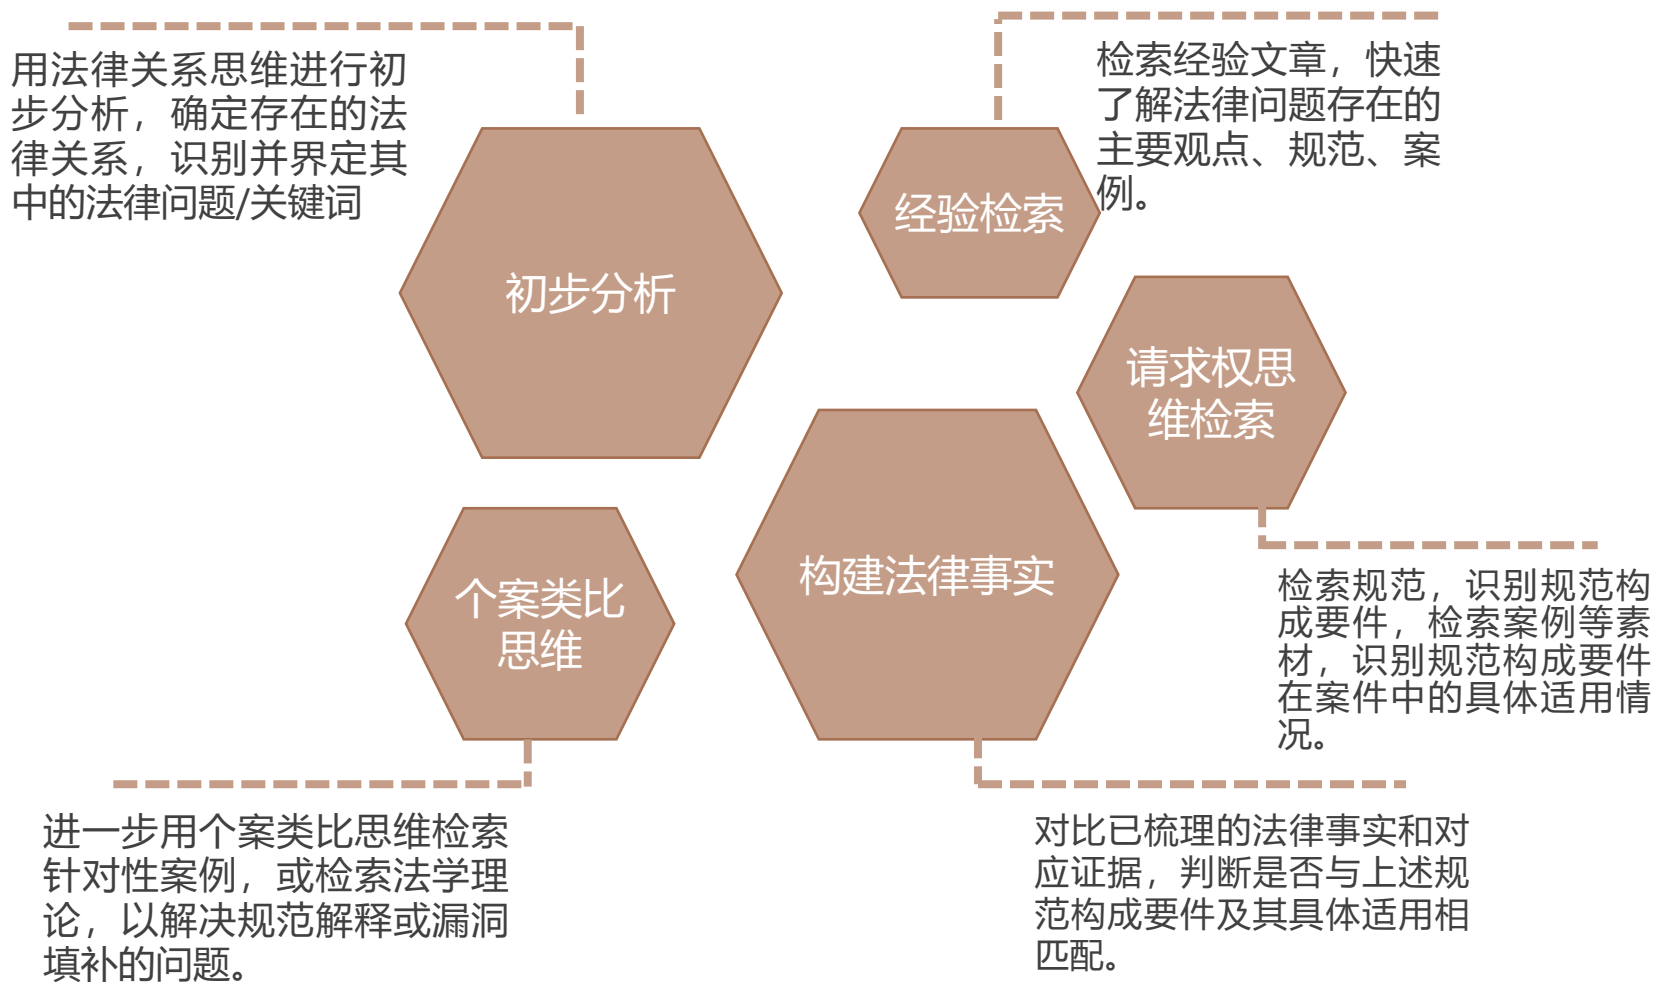 用法律关系思维进行初
步分析，确定存在的法
律关系，识别并界定其
中的法律问题/关键词
初步分析
检索经验文章，快速
了解法律问题存在的
主要观点、规范、案
例。
经验检索
请求权思
维检索
检索规范，识别规范构
成要件，检索案例等素
材，识别规范构成要件
在案件中的具体适用情
况。
构建法律事实
对比已梳理的法律事实和对
应证据，判断是否与上述规
范构成要件及其具体适用相
匹配。
个案类比
思维
进一步用个案类比思维检索
针对性案例，或检索法学理
论，以解决规范解释或漏洞
填补的问题。